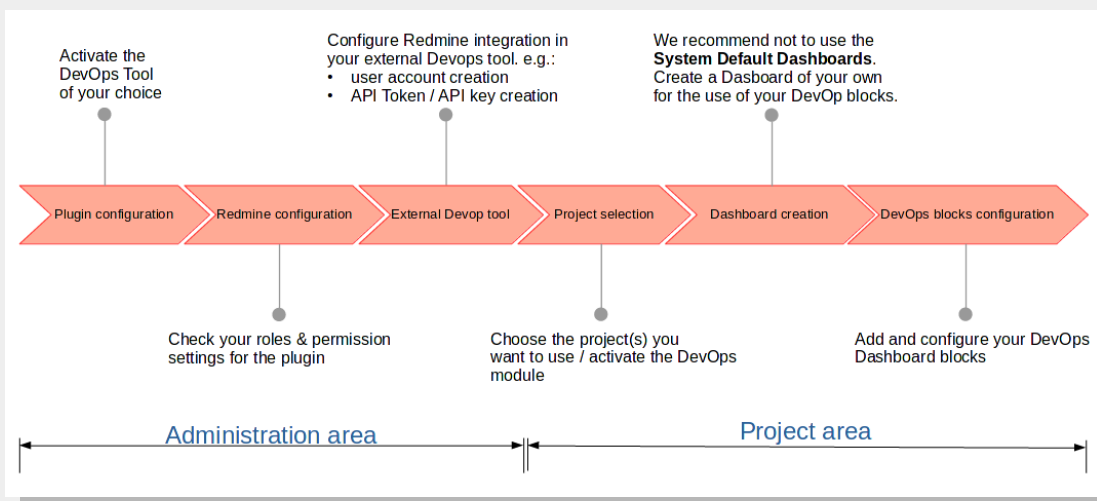 Activate the
DevOps Tool
of your choice
Configure Redmine integration in
your external Devops tool. e.g.:
• user account creation
• API Token / API key creation
We recommend not to use the
System Default Dashboards.
Create a Dasboard of your own
for the use of your DevOp blocks.
Plugin configuration
Redmine configuration
External Devop tool
Project selection
Dashboard creation
DevOps blocks configuration
Check your roles & permission
settings for the plugin
Choose the project(s) you
want to use / activate the DevOps
module
Add and configure your DevOps
Dashboard blocks
Administration area
Project area